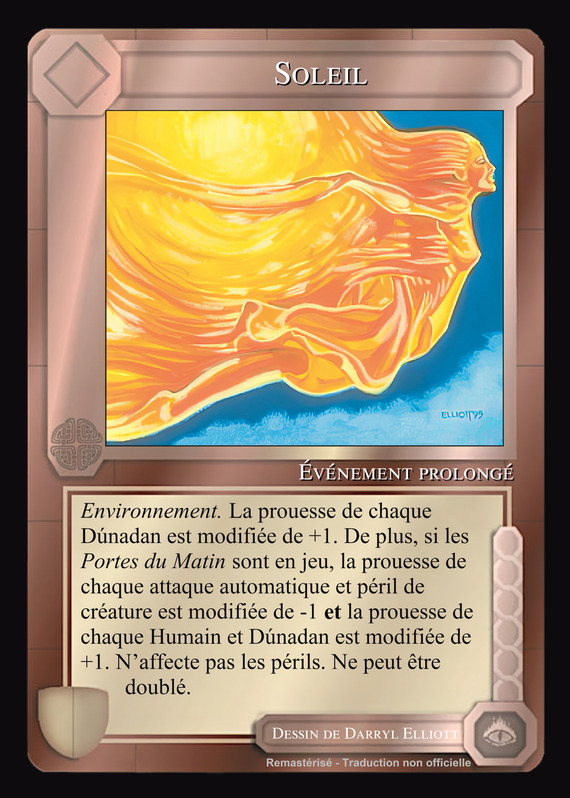 SOLEIL
ELLIOTT99
ÉVÉNEMENT PROLONGÉ
Environnement. La prouesse de chaque
Dúnadan est modifiée de +1. De plus, si les
Portes du Matin sont en jeu, la prouesse de
chaque attaque automatique et péril de
créature est modifiée de -1 et la prouesse de
chaque Humain et Dúnadan est modifiée de
+1. N’affecte pas les périls. Ne peut être
doublé.
DESSIN DE DARRYL ELLIOTT
Remastérisé - Traduction non officielle